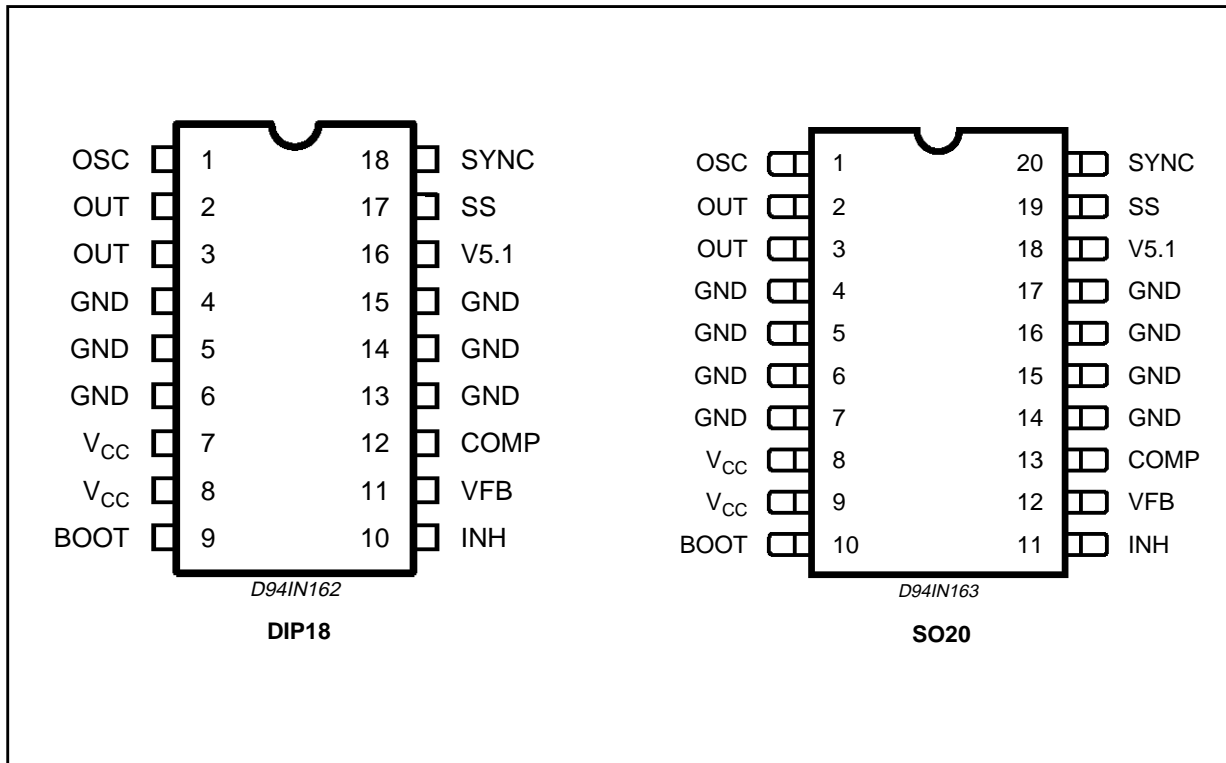 OSC 1 18 SYNC
OUT 2 17 SS
OUT 3 16 V5.1
GND 4 15 GND
GND 5 14 GND
GND 6 13 GND
VCC 7 12 COMP
VCC 8 11 VFB
BOOT 9 10 INH
D94IN162
DIP18
OSC 1 20 SYNC
OUT 2 19 SS
OUT 3 18 V5.1
GND 4 17 GND
GND 5 16 GND
GND 6 15 GND
GND 7 14 GND
VCC 8 13 COMP
VCC 9 12 VFB
BOOT 10 11 INH
D94IN163
SO20